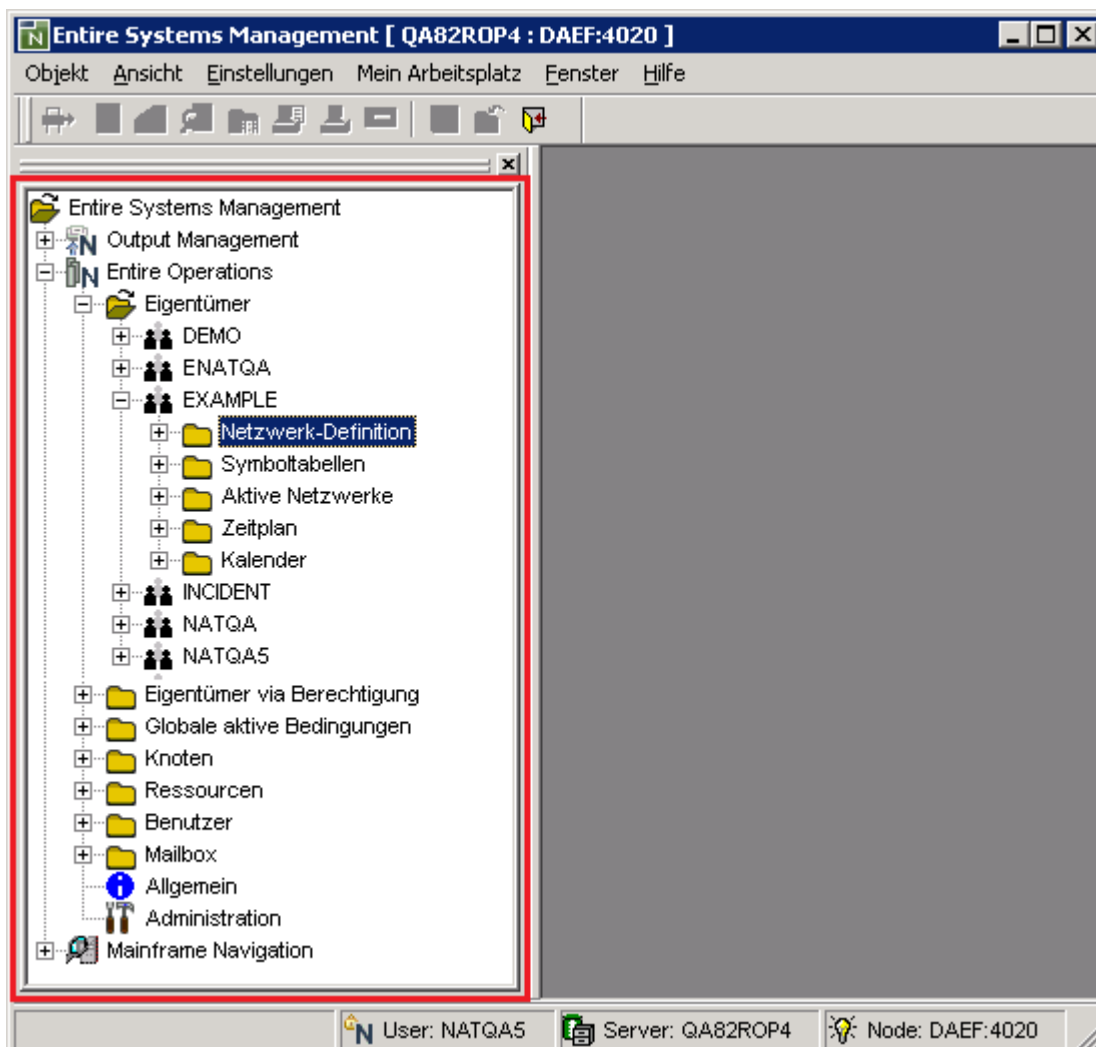 Entire Systems Management [ QA82ROP4 : DAEF:4020 ]
Objekt Ansicht Einstellungen Mein Arbeitsplatz Fenster Hilfe
Entire Systems Management
Output Management
Entire Operations
Eigentümer
DEMO
ENATQA
EXAMPLE
Netzwerk-Definition
Symboltabellen
Aktive Netzwerke
Zeitplan
Kalender
INCIDENT
NATQA
NATQA5
Eigentümer via Berechtigung
Globale aktive Bedingungen
Knoten
Ressourcen
Benutzer
Mailbox
Allgemein
Administration
Mainframe Navigation
User: NATQA5 Server: QA82ROP4 Node: DAEF:4020